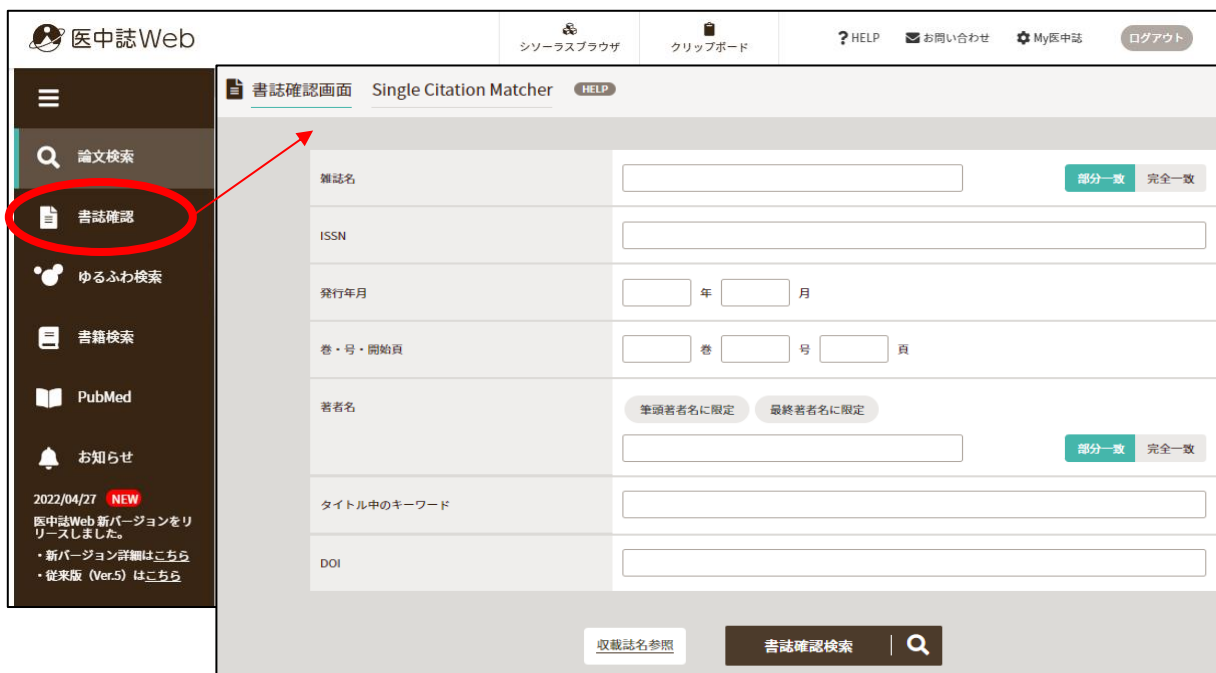 医中誌Web
シソーラスブラウザ
クリップボード
? HELP
お問い合わせ
My医中誌
ログアウト
論文検索
書誌確認
ゆるふわ検索
書籍検索
PubMed
お知らせ
2022/04/27 NEW
医中誌Web 新バージョンをリ
リースしました。
・新バージョン詳細はこちら
・従来版（Ver.5）はこちら
書誌確認画面 Single Citation Matcher HELP
雑誌名
部分一致 完全一致
ISSN
発行年月
年 月
巻・号・開始頁
巻 号 頁
著者名
筆頭著者名に限定 最終著者名に限定
部分一致 完全一致
タイトル中のキーワード
DOI
収載誌名参照
書誌確認検索